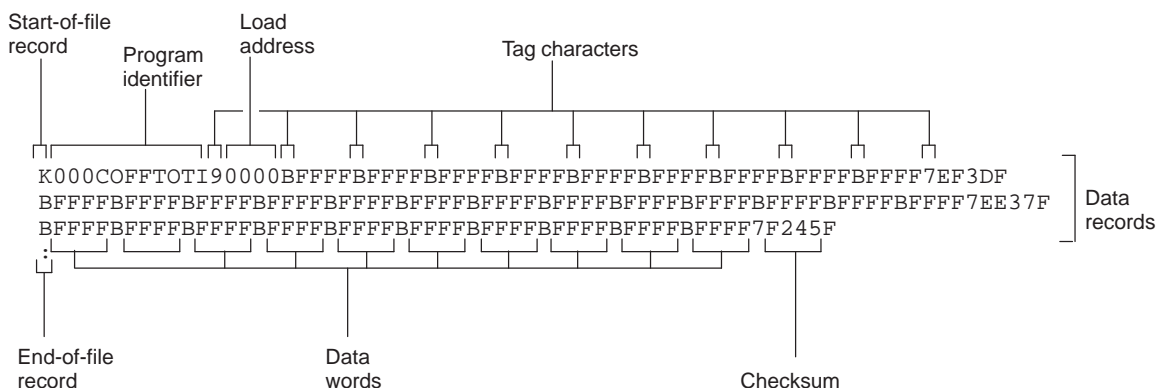 Start-of-file
record
Program
identifier
Load
address
Tag characters
K000COFFTOTI90000BFFFFBFFFFBFFFFBFFFFBFFFFBFFFFBFFFFBFFFFBFFFF7EF3DF
BFFFFBFFFFBFFFFBFFFFBFFFFBFFFFBFFFFBFFFFBFFFFBFFFFBFFFFBFFFFBFFFF7EE37F
BFFFFBFFFFBFFFFBFFFFBFFFFBFFFFBFFFFBFFFFBFFFFBFFFF7F245F
:
Data
records
End-of-file
record
Data
words
Checksum